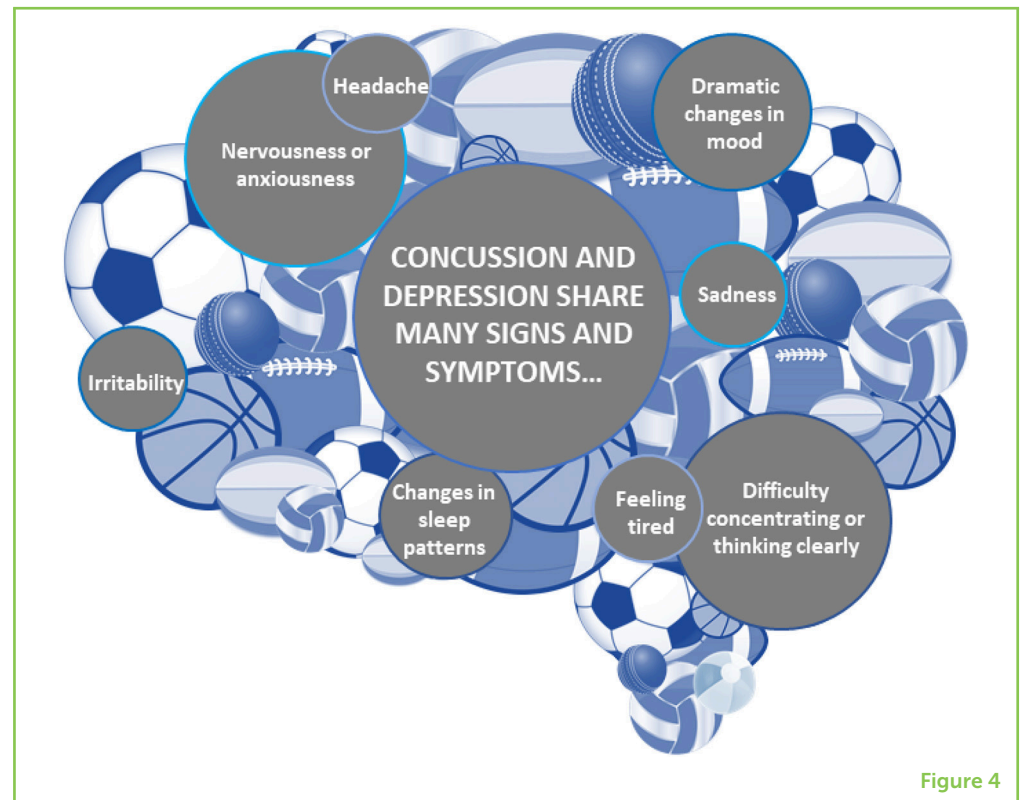 Headache
Nervousness or
anxiousness
Dramatic
changes in
mood
CONCUSSION AND
DEPRESSION SHARE
MANY SIGNS AND
SYMPTOMS...
Sadness
Irritability
Changes in
sleep
patterns
Feeling
tired
Difficulty
concentrating or
thinking clearly
Figure 4